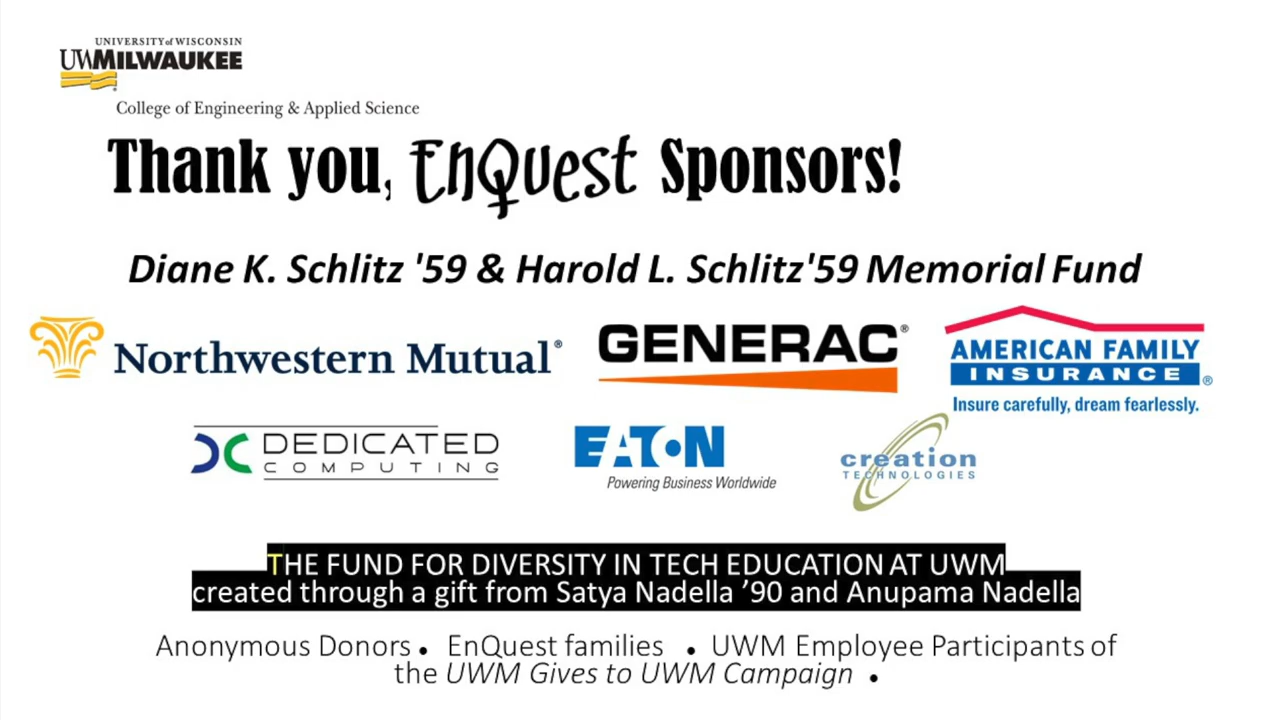 UNIVERSITY of WISCONSIN
UWMILWAUKEE
College of Engineering & Applied Science
Thank you, EnQuest Sponsors!
Diane K. Schlitz '59 & Harold L. Schlitz'59 Memorial Fund
Northwestern Mutual®
GENERAC®
AMERICAN FAMILY
INSURANCE®
Insure carefully, dream fearlessly.
DC DEDICATED
COMPUTING
EATON
Powering Business Worldwide
creation
TECHNOLOGIES
THE FUND FOR DIVERSITY IN TECH EDUCATION AT UWM
created through a gift from Satya Nadella ’90 and Anupama Nadella
Anonymous Donors • EnQuest families • UWM Employee Participants of
the UWM Gives to UWM Campaign •